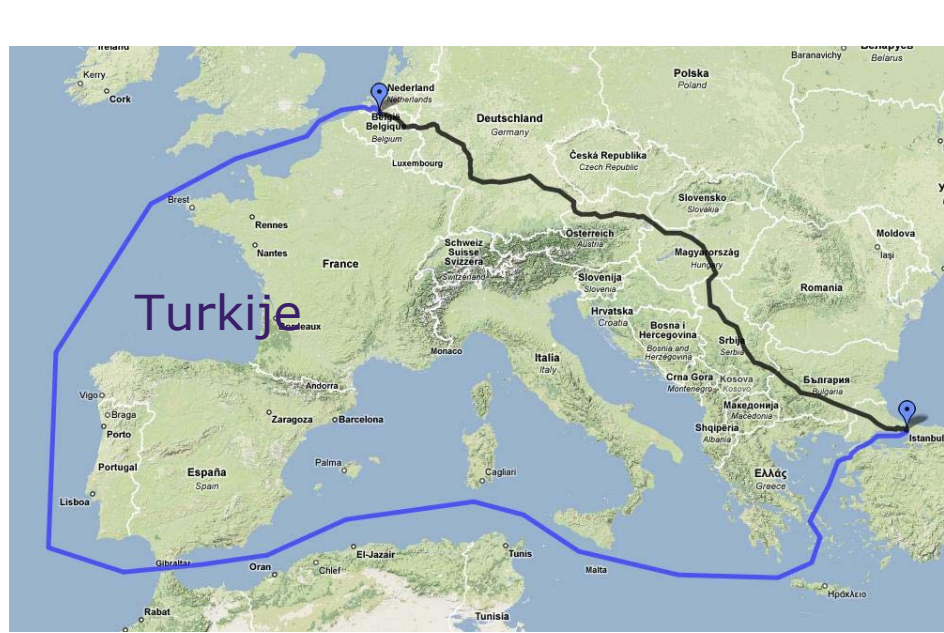 Ireland
Kerry
Cork
Nederland
Netherlands
België
Belgique
Belgium
Luxembourg
Deutschland
Germany
Polska
Poland
Baranavichy
Беларусь
Belarus
Česká Republika
Czech Republic
Slovensko
Slovakia
Moldova
Iaşi
Brest
Rennes
Nantes
France
Schweiz
Suisse
Svizzera
Switzerland
Österreich
Austria
Magyarország
Hungary
Romania
Slovenija
Slovenia
Hrvatska
Croatia
Turkije
Bordeaux
Monaco
Bosna i
Hercegovina
Bosnia and
Herzegovina
Srbija
Serbia
Italia
Italy
Crna Gora
Montenegro
Kosova
Kosovo
България
Bulgaria
Македонија
Macedonia
Shqipëria
Albania
Istanbul
Vigo
Braga
Porto
Portugal
Lisboa
Andorra
Zaragoza
Barcelona
España
Spain
Palma
Cagliari
Ελλάς
Greece
Gibraltar
Oran
El-Jazair
Chlef
Tunis
Malta
Ηράκλειο
Rabat
Tunisia